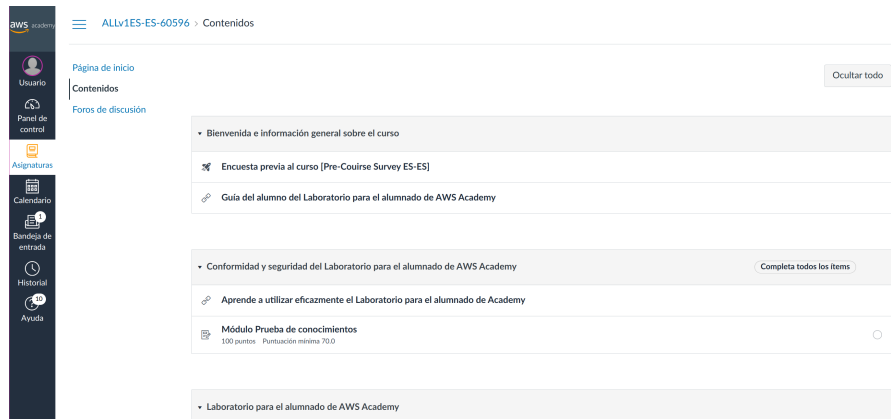 aws academy
ALLv1ES-ES-60596 > Contenidos
Usuario
Panel de
control
Asignaturas
Calendario
1
Bandeja de
entrada
Historial
10
Ayuda
Página de inicio
Contenidos
Foros de discusión
Ocultar todo
Bienvenida e información general sobre el curso
Encuesta previa al curso [Pre-Couirse Survey ES-ES]
Guía del alumno del Laboratorio para el alumnado de AWS Academy
Conformidad y seguridad del Laboratorio para el alumnado de AWS Academy
Completa todos los ítems
Aprende a utilizar eficazmente el Laboratorio para el alumnado de Academy
Módulo Prueba de conocimientos
100 puntos Puntuación mínima 70.0
Laboratorio para el alumnado de AWS Academy